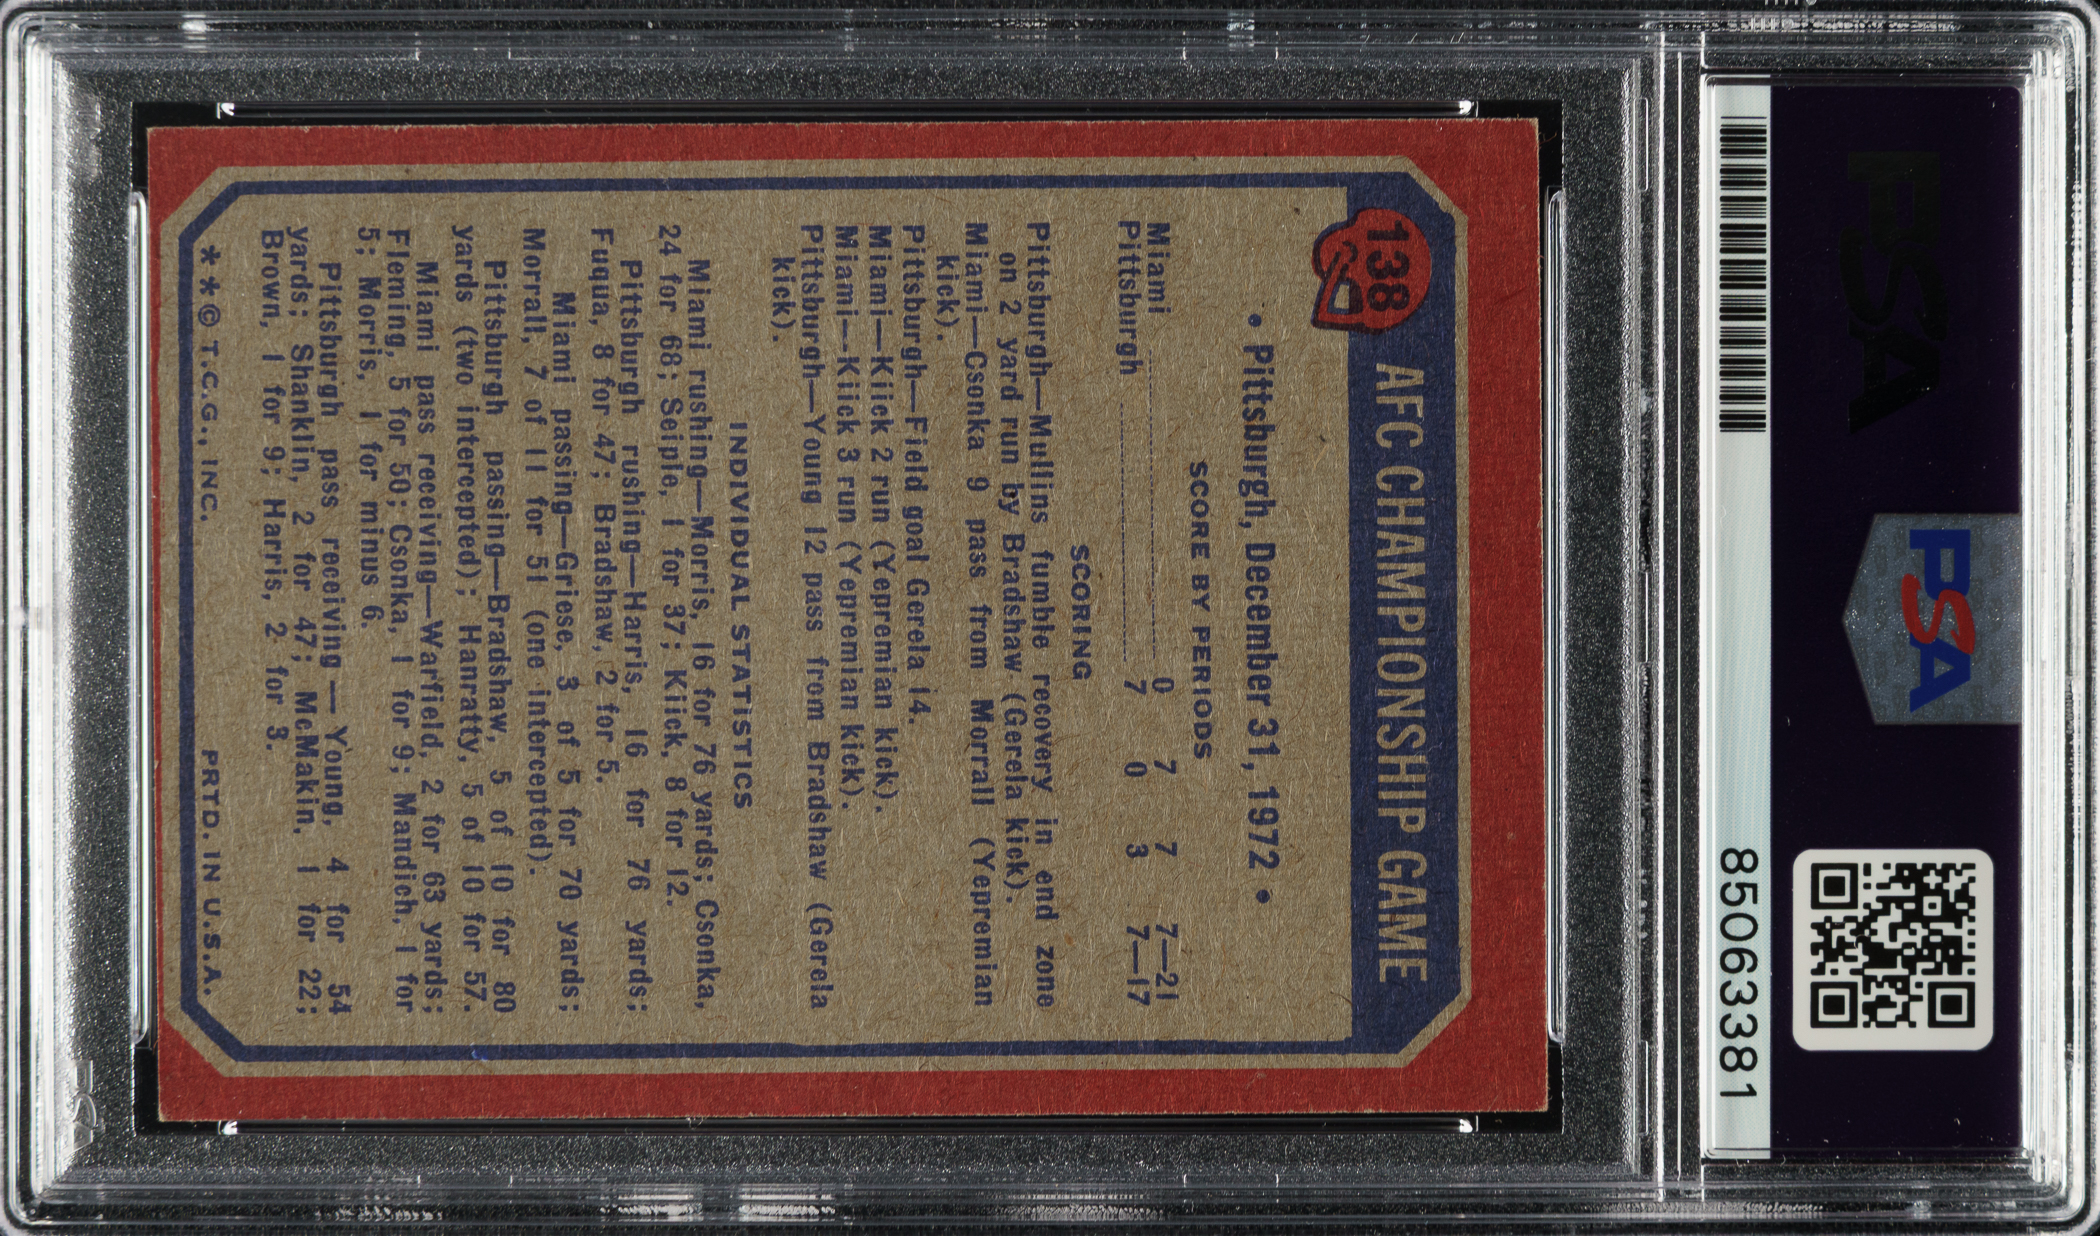 PSA
PSA
85063381
138
AFC CHAMPIONSHIP GAME
• Pittsburgh, December 31, 1972 •
SCORE BY PERIODS
Miami 0 7 7 7—21
Pittsburgh 7 0 3 7—17
SCORING
Pittsburgh—Mullins fumble recovery in end zone
on 2 yard run by Bradshaw (Gerela kick).
Miami—Csonka 9 pass from Morrall (Yepremian
kick).
Pittsburgh—Field goal Gerela 14.
Miami—Kiick 2 run (Yepremian kick).
Miami—Kiick 3 run (Yepremian kick).
Pittsburgh—Young 12 pass from Bradshaw (Gerela
kick).
INDIVIDUAL STATISTICS
Miami rushing—Morris, 16 for 76 yards; Csonka,
24 for 68; Seiple, 1 for 37; Kiick, 8 for 12.
Pittsburgh rushing—Harris, 16 for 76 yards;
Fuqua, 8 for 47; Bradshaw, 2 for 5.
Miami passing—Griese, 3 of 5 for 70 yards;
Morrall, 7 of 11 for 51 (one intercepted).
Pittsburgh passing—Bradshaw, 5 of 10 for 80
yards (two intercepted); Hanratty, 5 of 10 for 57.
Miami pass receiving—Warfield, 2 for 63 yards;
Fleming, 5 for 50; Csonka, 1 for 9; Mandich, 1 for
5; Morris, 1 for minus 6.
Pittsburgh pass receiving — Young, 4 for 54
yards; Shanklin, 2 for 47; McMakin, 1 for 22;
Brown, 1 for 9; Harris, 2 for 3.
**© T.C.G., INC. PRTD. IN U.S.A.
PSA